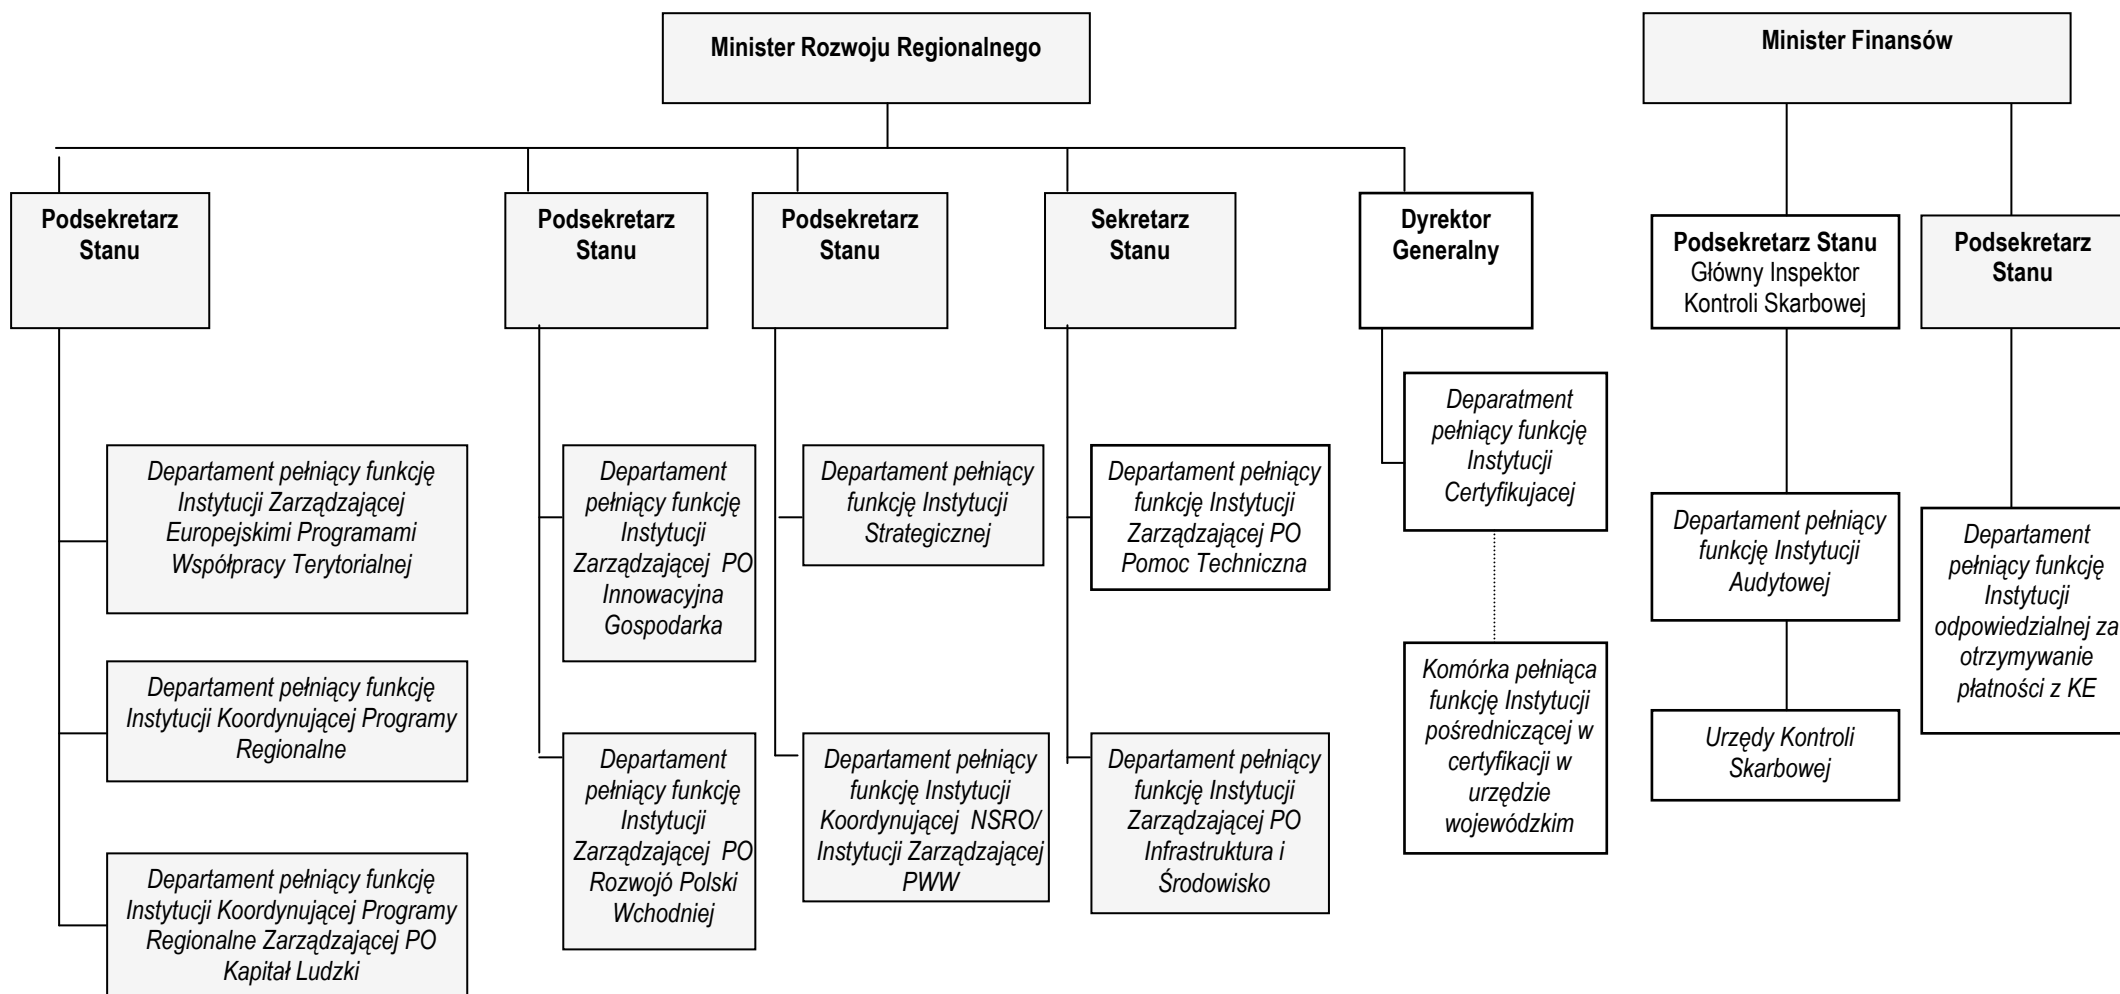 Minister Rozwoju Regionalnego
Minister Finansów
Podsekretarz
Stanu
Podsekretarz
Stanu
Podsekretarz
Stanu
Sekretarz
Stanu
Dyrektor
Generalny
Podsekretarz Stanu
Główny Inspektor
Kontroli Skarbowej
Podsekretarz
Stanu
Departament pełniący funkcję
Instytucji Zarządzającej
Europejskimi Programami
Współpracy Terytorialnej
Departament pełniący funkcję
Instytucji Koordynującej Programy
Regionalne
Departament pełniący funkcję
Instytucji Koordynującej Programy
Regionalne Zarządzającej PO
Kapitał Ludzki
Departament
pełniący funkcję
Instytucji
Zarządzającej PO
Innowacyjna
Gospodarka
Departament
pełniący funkcję
Instytucji
Zarządzającej PO
Rozwojó Polski
Wchodniej
Departament pełniący
funkcję Instytucji
Strategicznej
Departament pełniący
funkcję Instytucji
Koordynującej NSRO/
Instytucji Zarządzającej
PWW
Departament pełniący
funkcję Instytucji
Zarządzającej PO
Pomoc Techniczna
Departament pełniący
funkcję Instytucji
Zarządzającej PO
Infrastruktura i
Środowisko
Deparatment
pełniący funkcję
Instytucji
Certyfikujacej
Komórka pełniąca
funkcję Instytucji
pośredniczącej w
certyfikacji w
urzędzie
wojewódzkim
Departament pełniący
funkcję Instytucji
Audytowej
Urzędy Kontroli
Skarbowej
Departament
pełniący funkcję
Instytucji
odpowiedzialnej za
otrzymywanie
płatności z KE